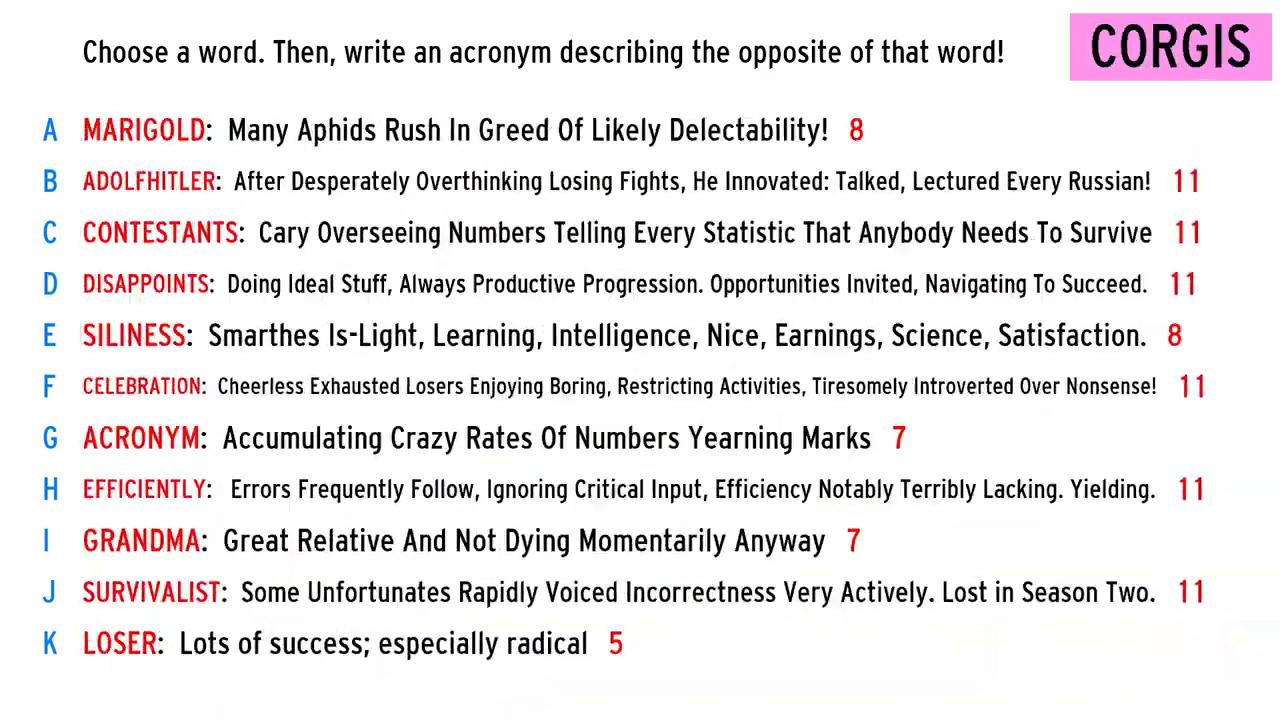 Choose a word. Then, write an acronym describing the opposite of that word!
CORGIS
A MARIGOLD: Many Aphids Rush In Greed Of Likely Delectability! 8
B ADOLFHITLER: After Desperately Overthinking Losing Fights, He Innovated: Talked, Lectured Every Russian! 11
C CONTESTANTS: Cary Overseeing Numbers Telling Every Statistic That Anybody Needs To Survive 11
D DISAPPOINTS: Doing Ideal Stuff, Always Productive Progression. Opportunities Invited, Navigating To Succeed. 11
E SILINESS: Smarthes Is-Light, Learning, Intelligence, Nice, Earnings, Science, Satisfaction. 8
F CELEBRATION: Cheerless Exhausted Losers Enjoying Boring, Restricting Activities, Tiresomely Introverted Over Nonsense! 11
G ACRONYM: Accumulating Crazy Rates Of Numbers Yearning Marks 7
H EFFICIENTLY: Errors Frequently Follow, Ignoring Critical Input, Efficiency Notably Terribly Lacking. Yielding. 11
I GRANDMA: Great Relative And Not Dying Momentarily Anyway 7
J SURVIVALIST: Some Unfortunates Rapidly Voiced Incorrectness Very Actively. Lost in Season Two. 11
K LOSER: Lots of success; especially radical 5